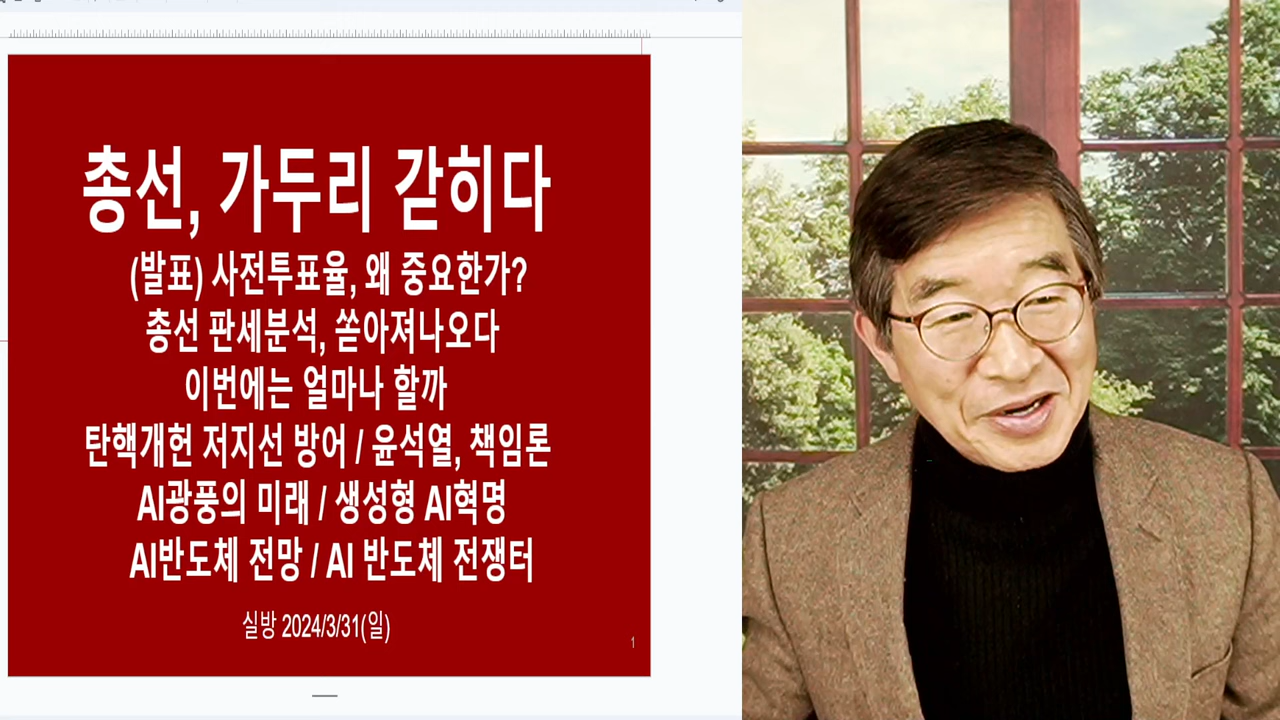 총선, 가두리 갇히다
(발표) 사전투표율, 왜 중요한가?
총선 판세분석, 쏟아져나오다
이번에는 얼마나 할까
탄핵개헌 저지선 방어 / 윤석열, 책임론
AI광풍의 미래 / 생성형 AI혁명
AI반도체 전망 / AI 반도체 전쟁터
실방 2024/3/31(일)
1